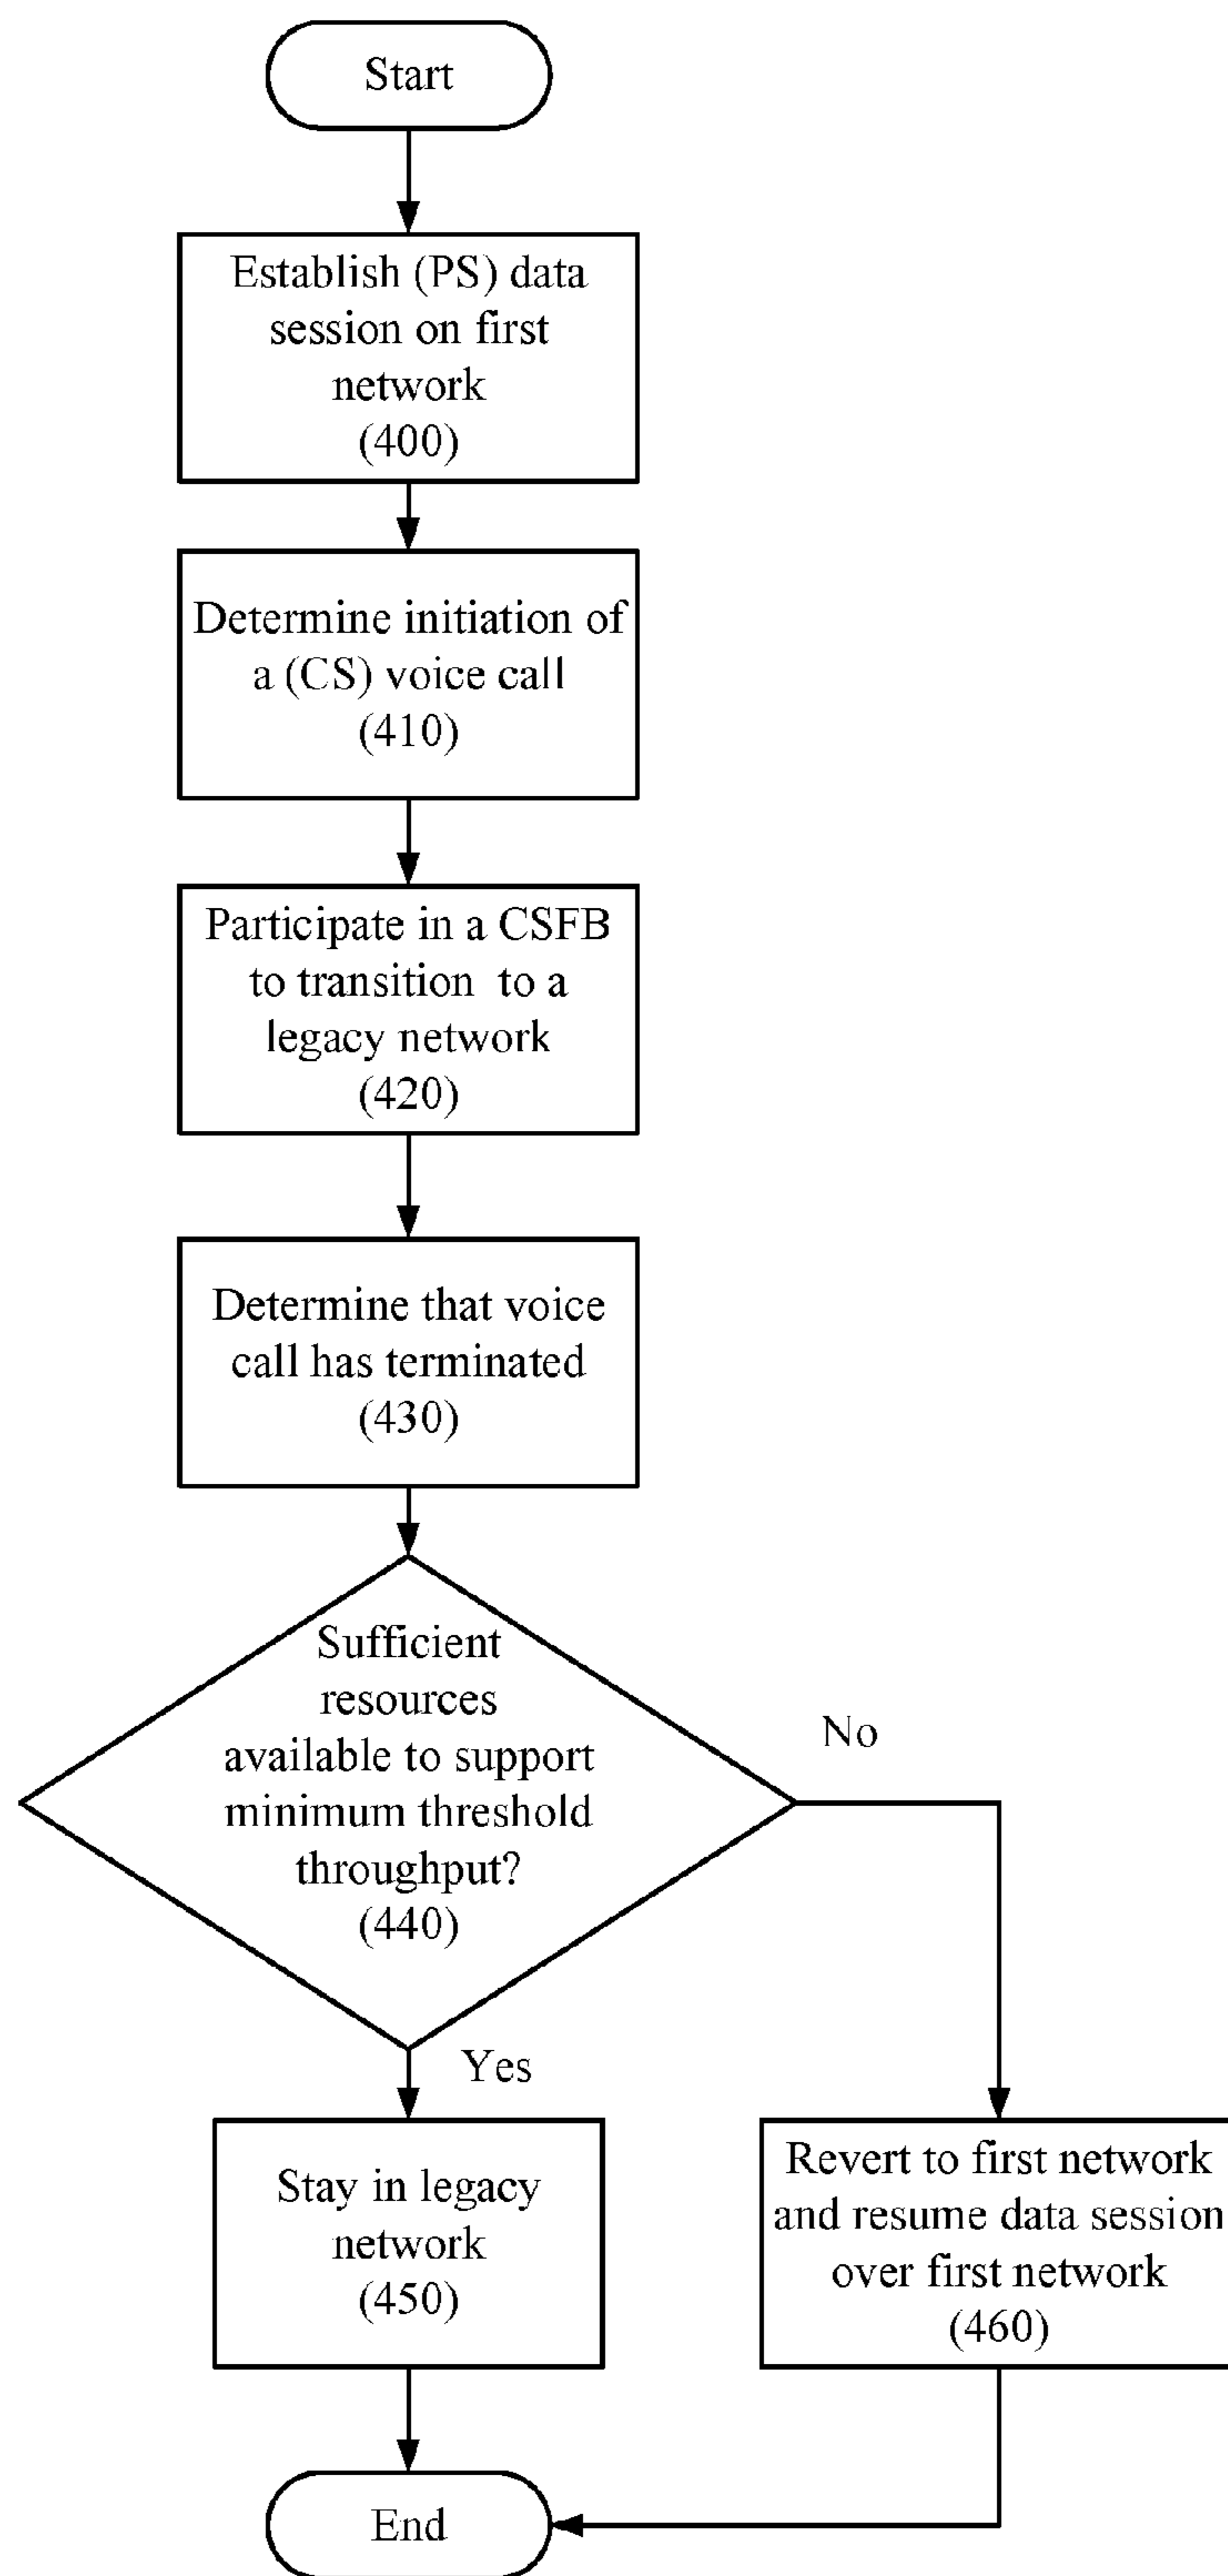 Start
Establish (PS) data
session on first
network
(400)
Determine initiation of
a (CS) voice call
(410)
Participate in a CSFB
to transition to a
legacy network
(420)
Determine that voice
call has terminated
(430)
Sufficient
resources
available to support
minimum threshold
throughput?
(440)
No
Yes
Stay in legacy
network
(450)
Revert to first network
and resume data session
over first network
(460)
End